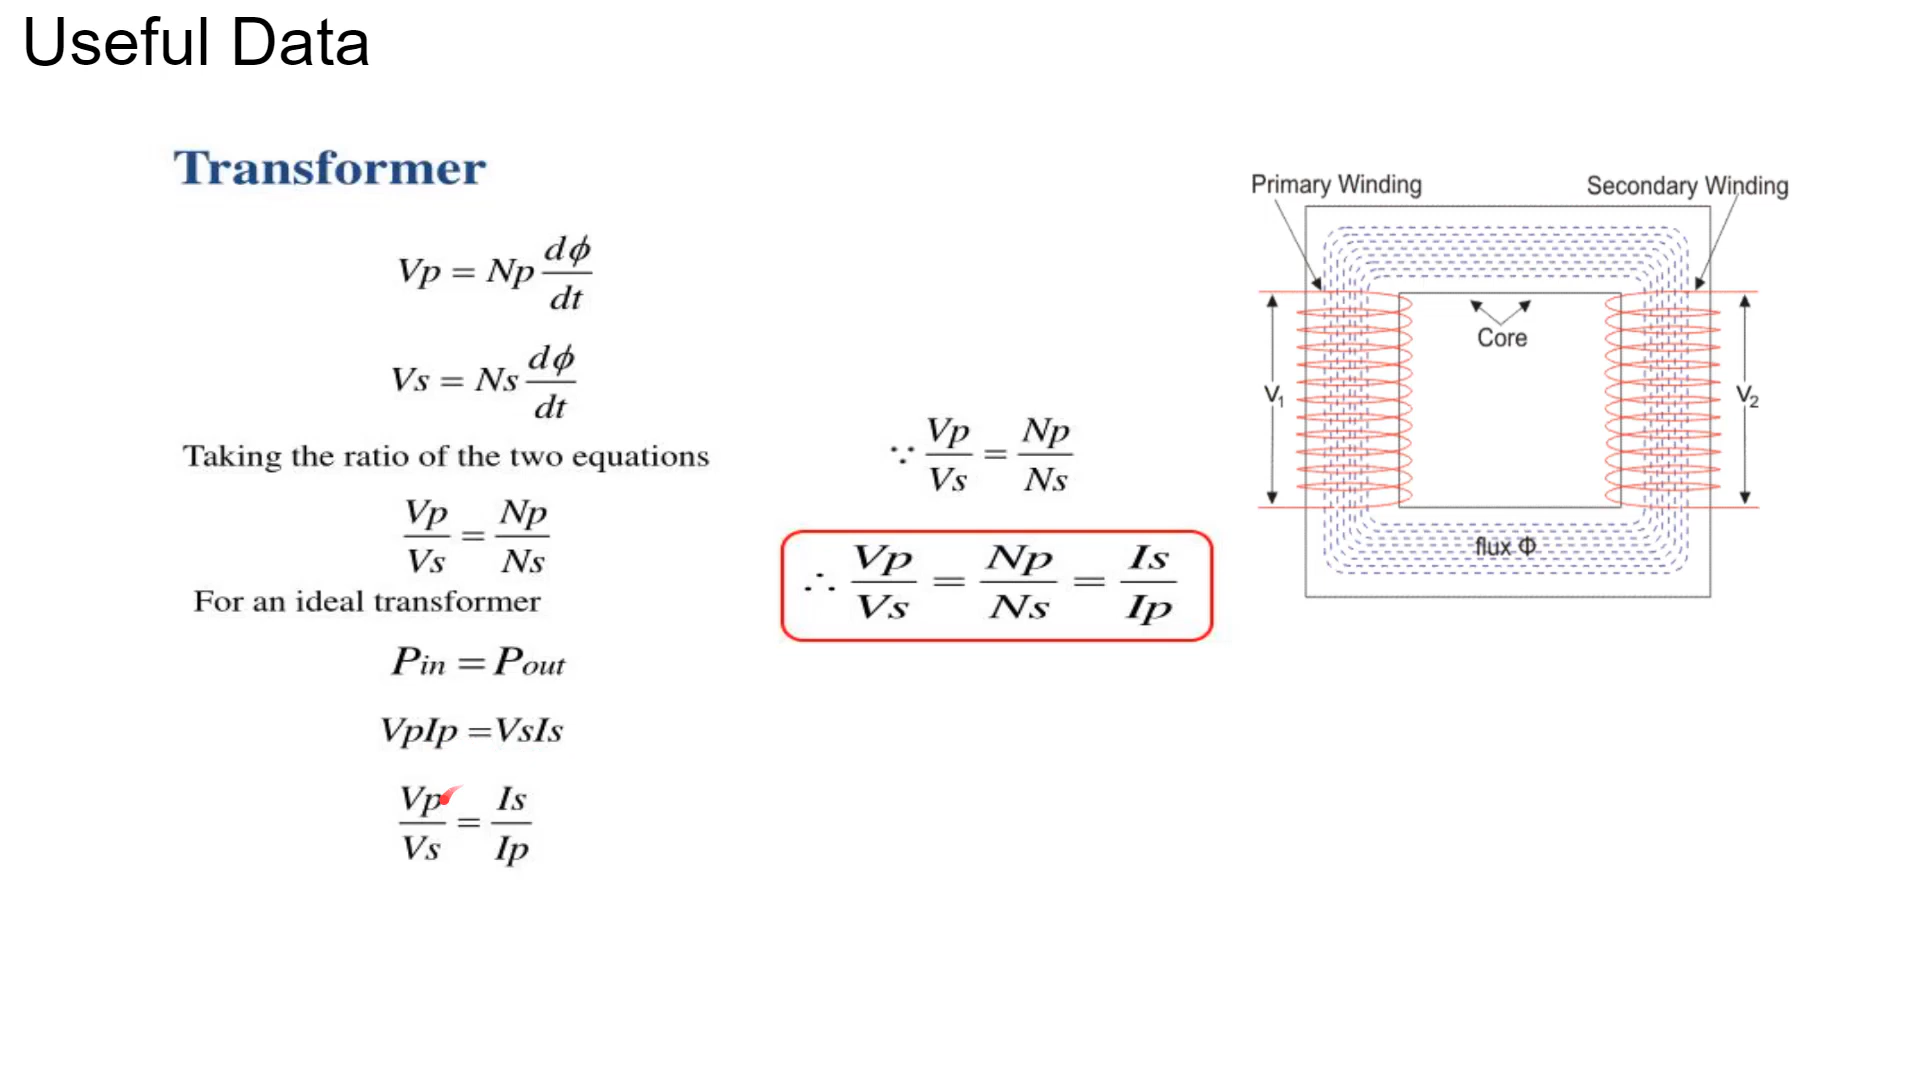 Useful Data
Transformer
Vp = Np dϕ/dt
Vs = Ns dϕ/dt
Taking the ratio of the two equations
Vp/Vs = Np/Ns
For an ideal transformer
Pin = Pout
VpIp = VsIs
Vp/Vs = Is/Ip
∵ Vp/Vs = Np/Ns
∴ Vp/Vs = Np/Ns = Is/Ip
Primary Winding
Secondary Winding
Core
V₁
V₂
flux Φ